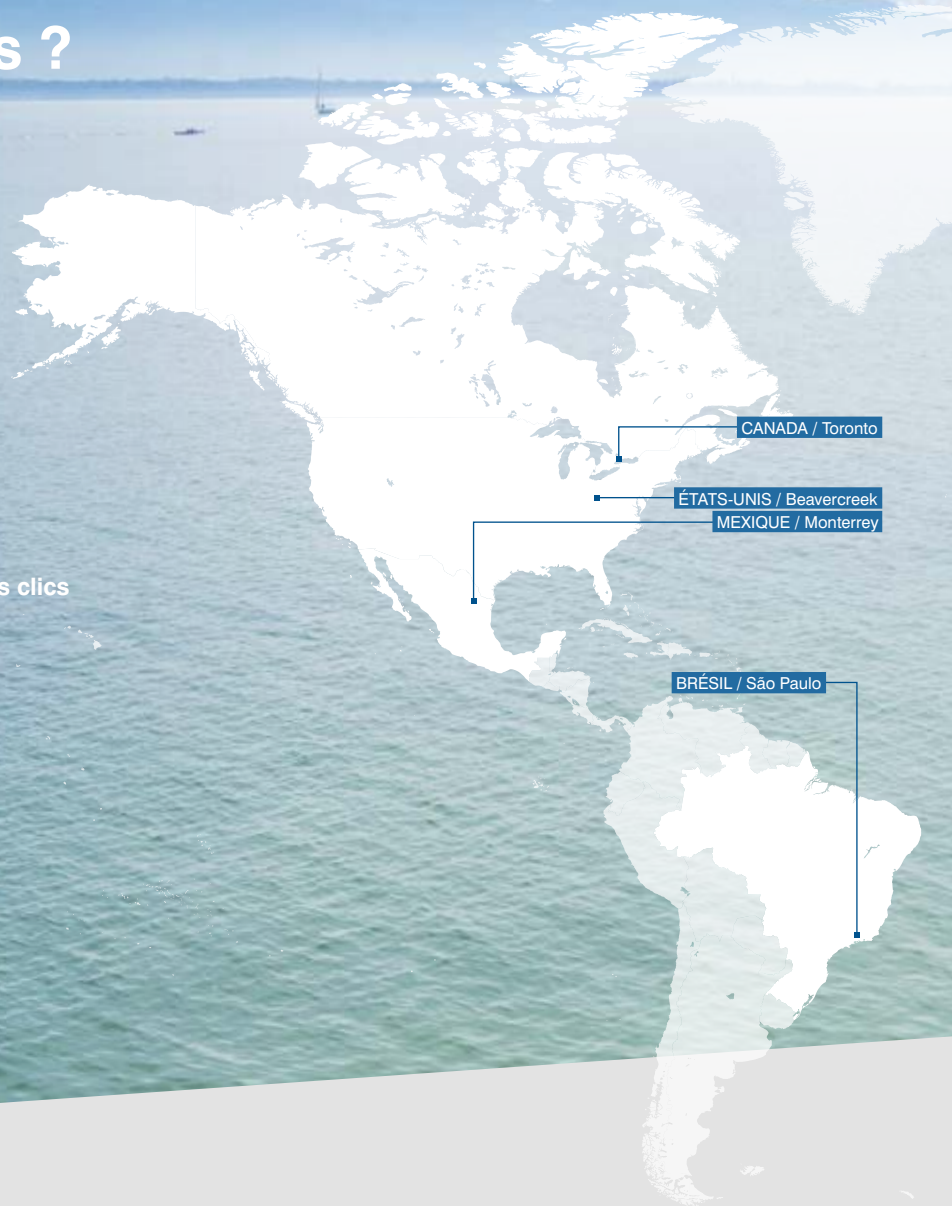 s ?
CANADA / Toronto
ÉTATS-UNIS / Beavercreek
MEXIQUE / Monterrey
s clics
BRÉSIL / São Paulo